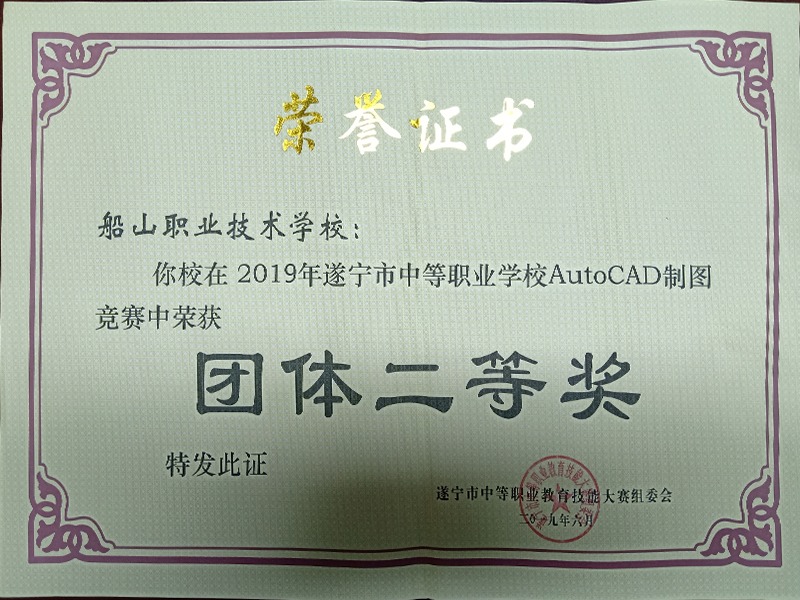 荣誉证书
船山职业技术学校：
你校在 2019年遂宁市中等职业学校AutoCAD制图
竞赛中荣获
团体二等奖
特发此证
遂宁市中等职业教育技能大赛组委会
二〇一九年六月